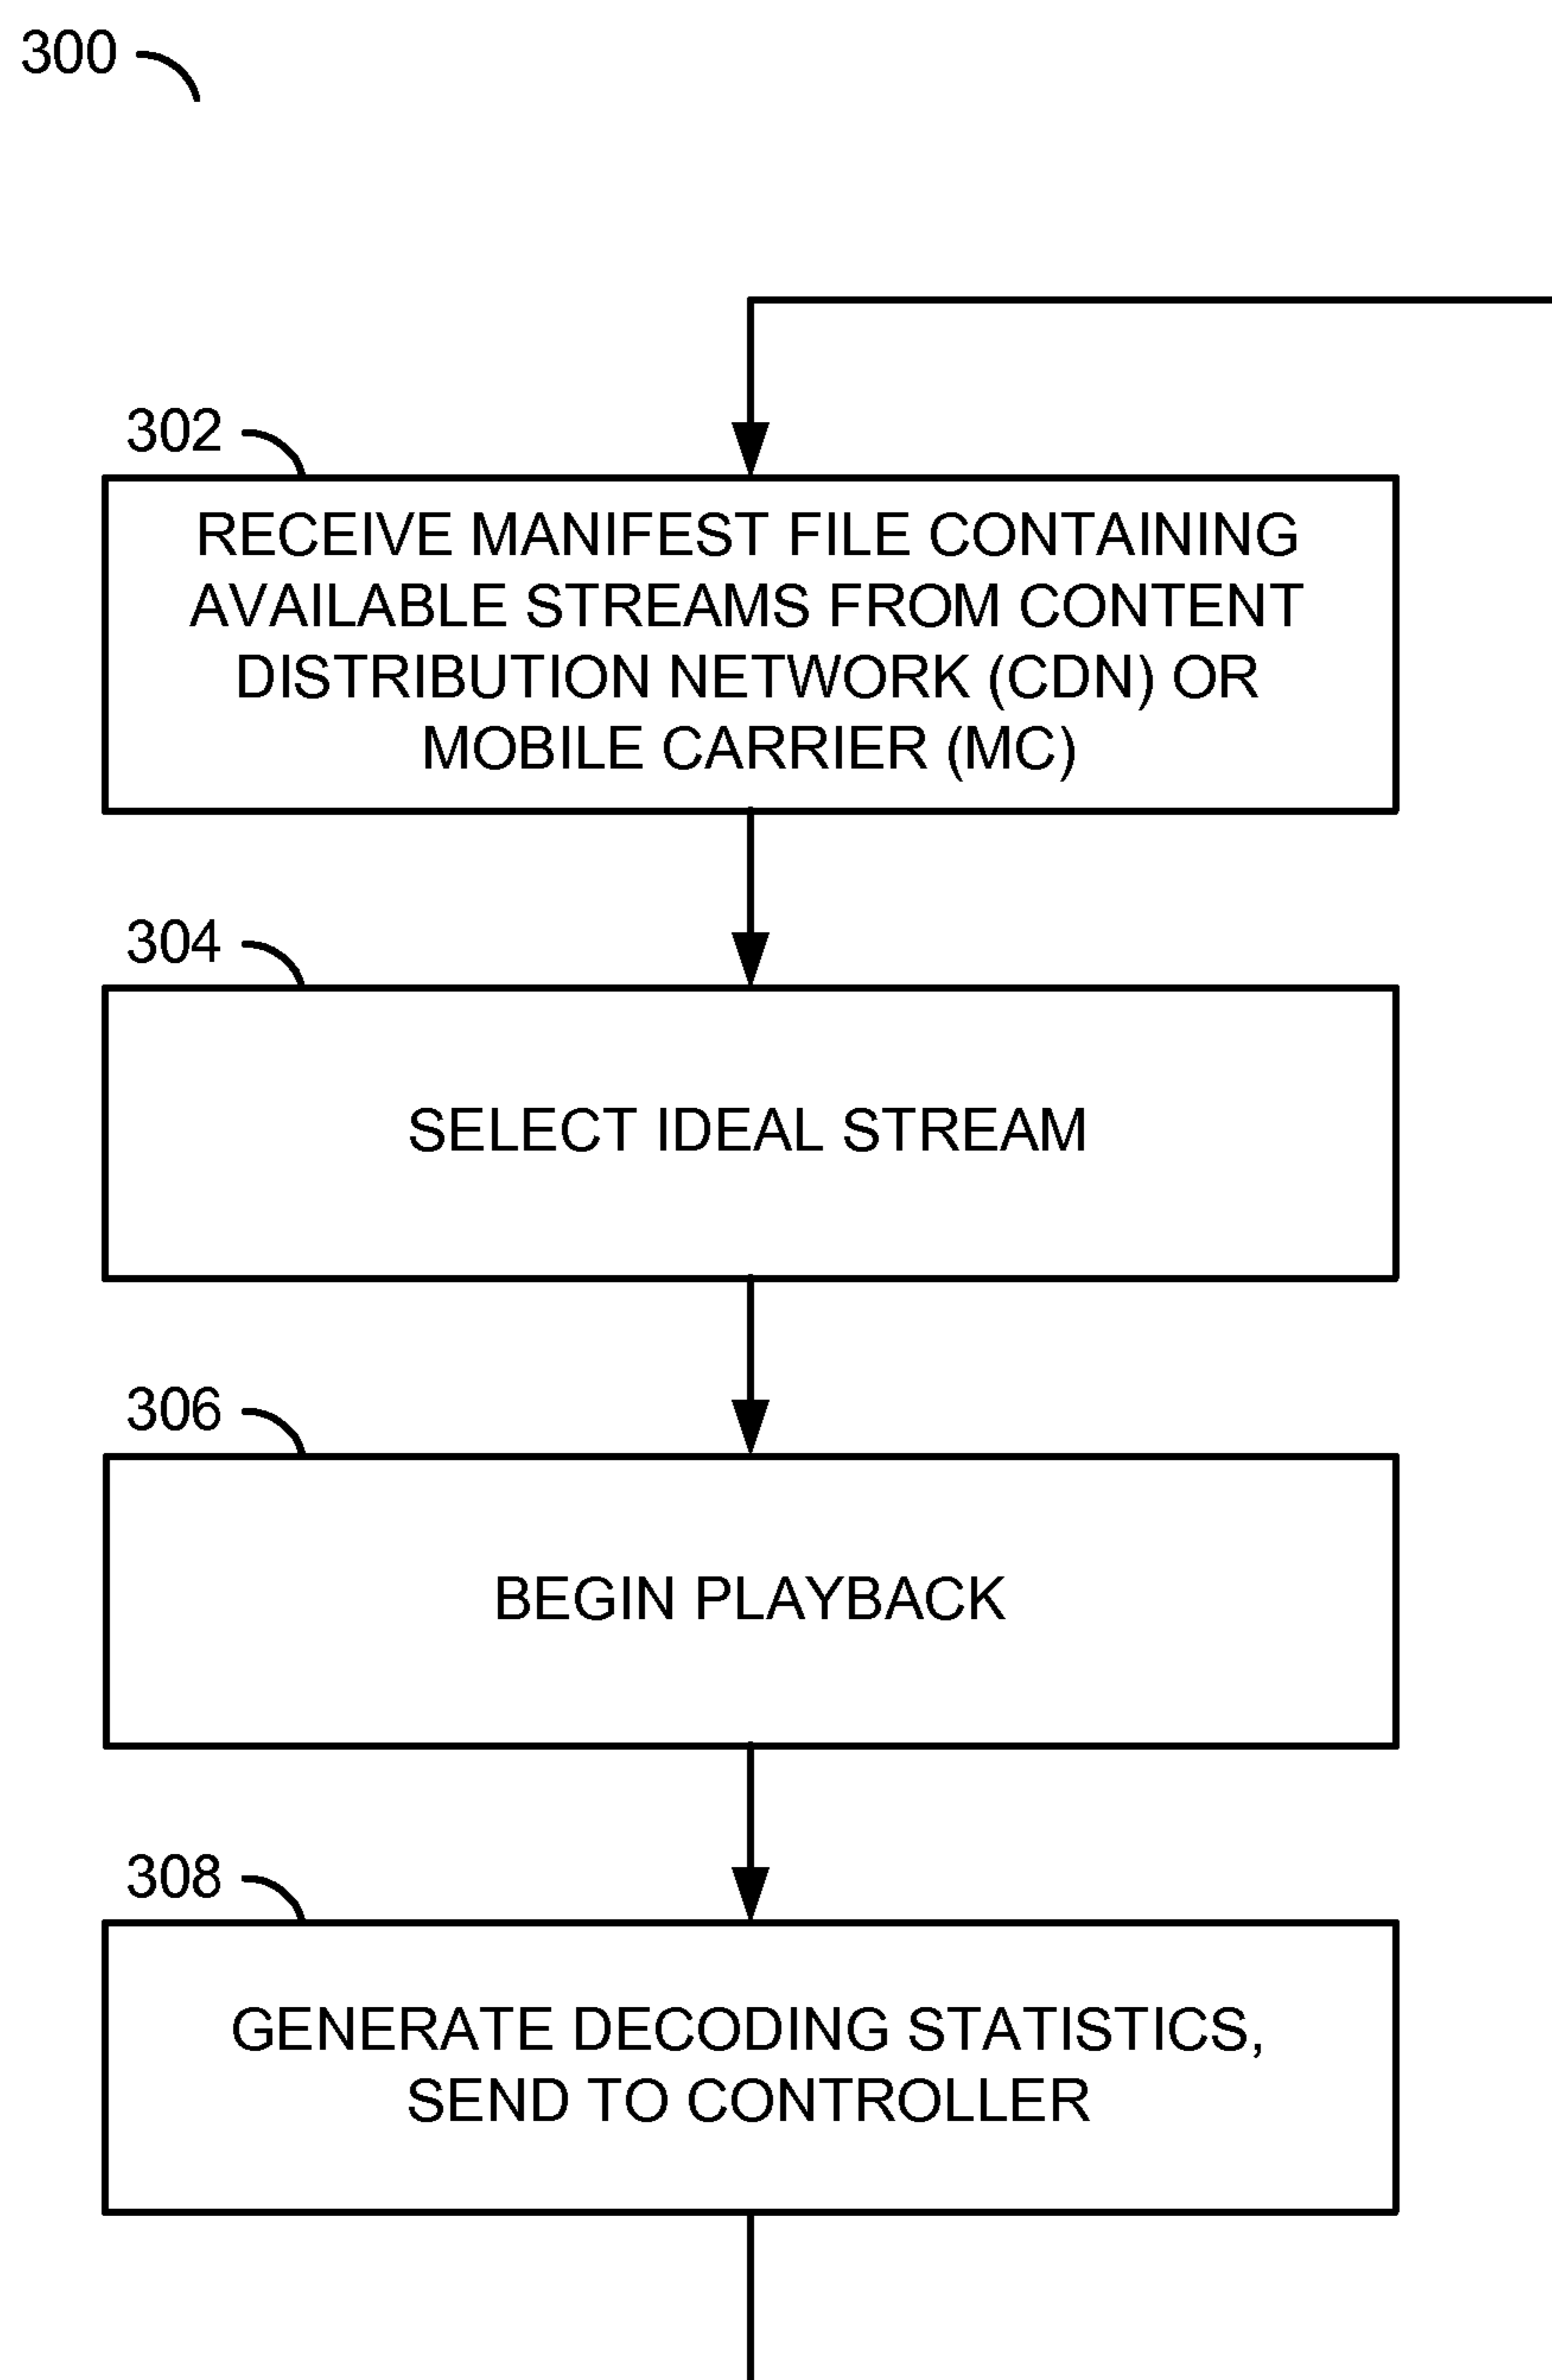 300
302
RECEIVE MANIFEST FILE CONTAINING
AVAILABLE STREAMS FROM CONTENT
DISTRIBUTION NETWORK (CDN) OR
MOBILE CARRIER (MC)
304
SELECT IDEAL STREAM
306
BEGIN PLAYBACK
308
GENERATE DECODING STATISTICS,
SEND TO CONTROLLER